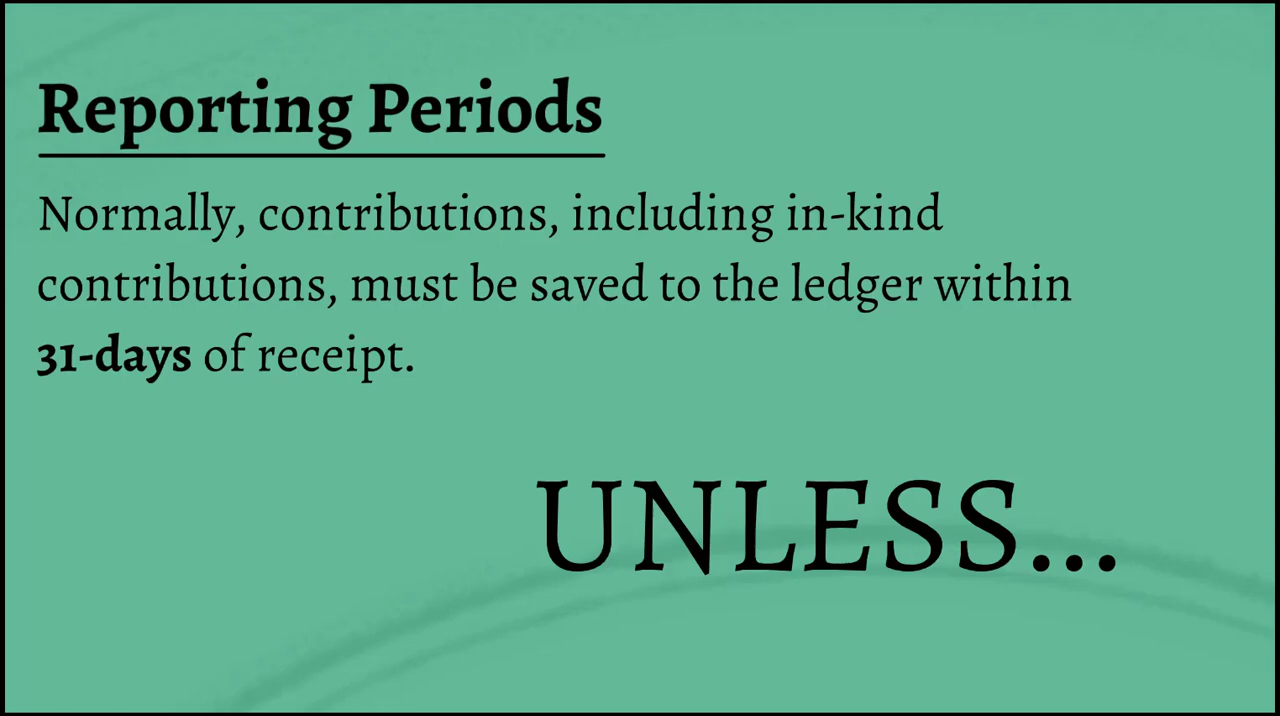 Reporting Periods
Normally, contributions, including in-kind
contributions, must be saved to the ledger within
31-days of receipt.
UNLESS...